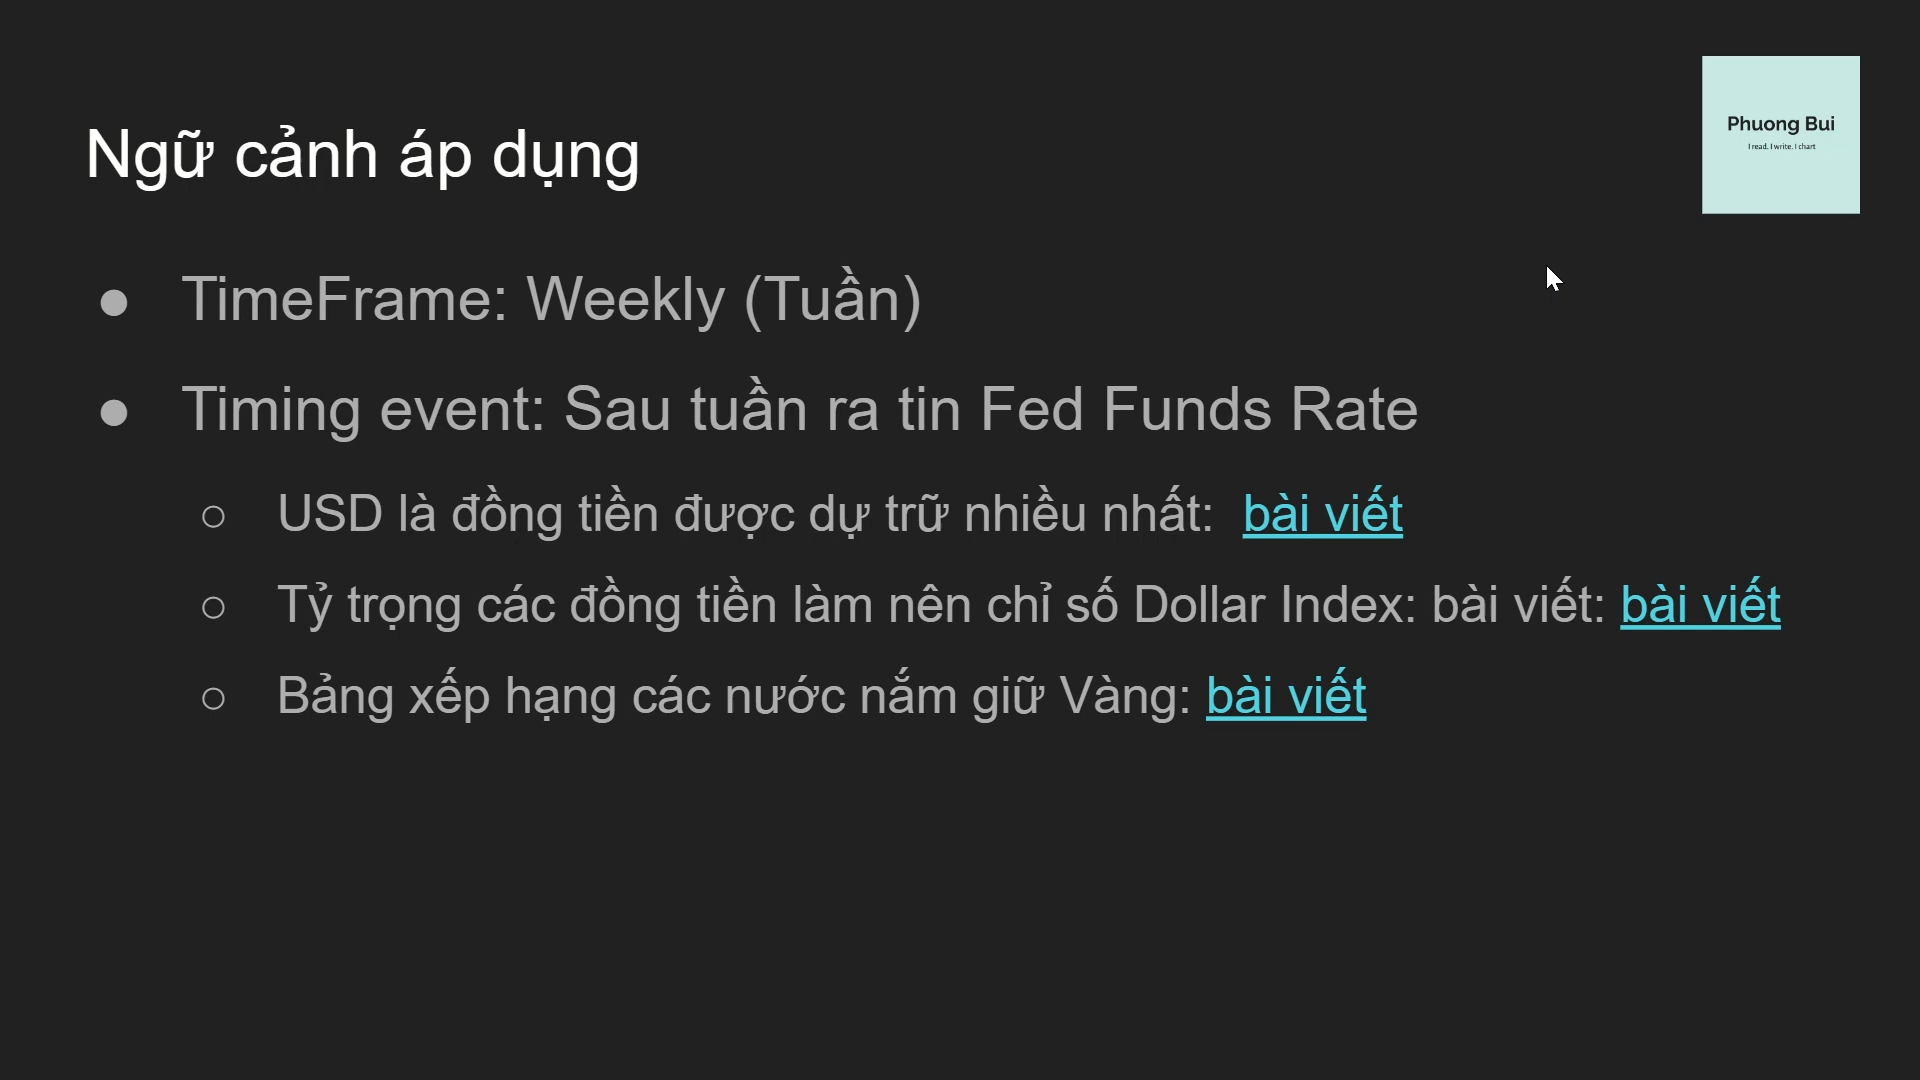 Phuong Bui
I read. I write. I chart
Ngữ cảnh áp dụng
● TimeFrame: Weekly (Tuần)
● Timing event: Sau tuần ra tin Fed Funds Rate
○ USD là đồng tiền được dự trữ nhiều nhất: bài viết
○ Tỷ trọng các đồng tiền làm nên chỉ số Dollar Index: bài viết: bài viết
○ Bảng xếp hạng các nước nắm giữ Vàng: bài viết